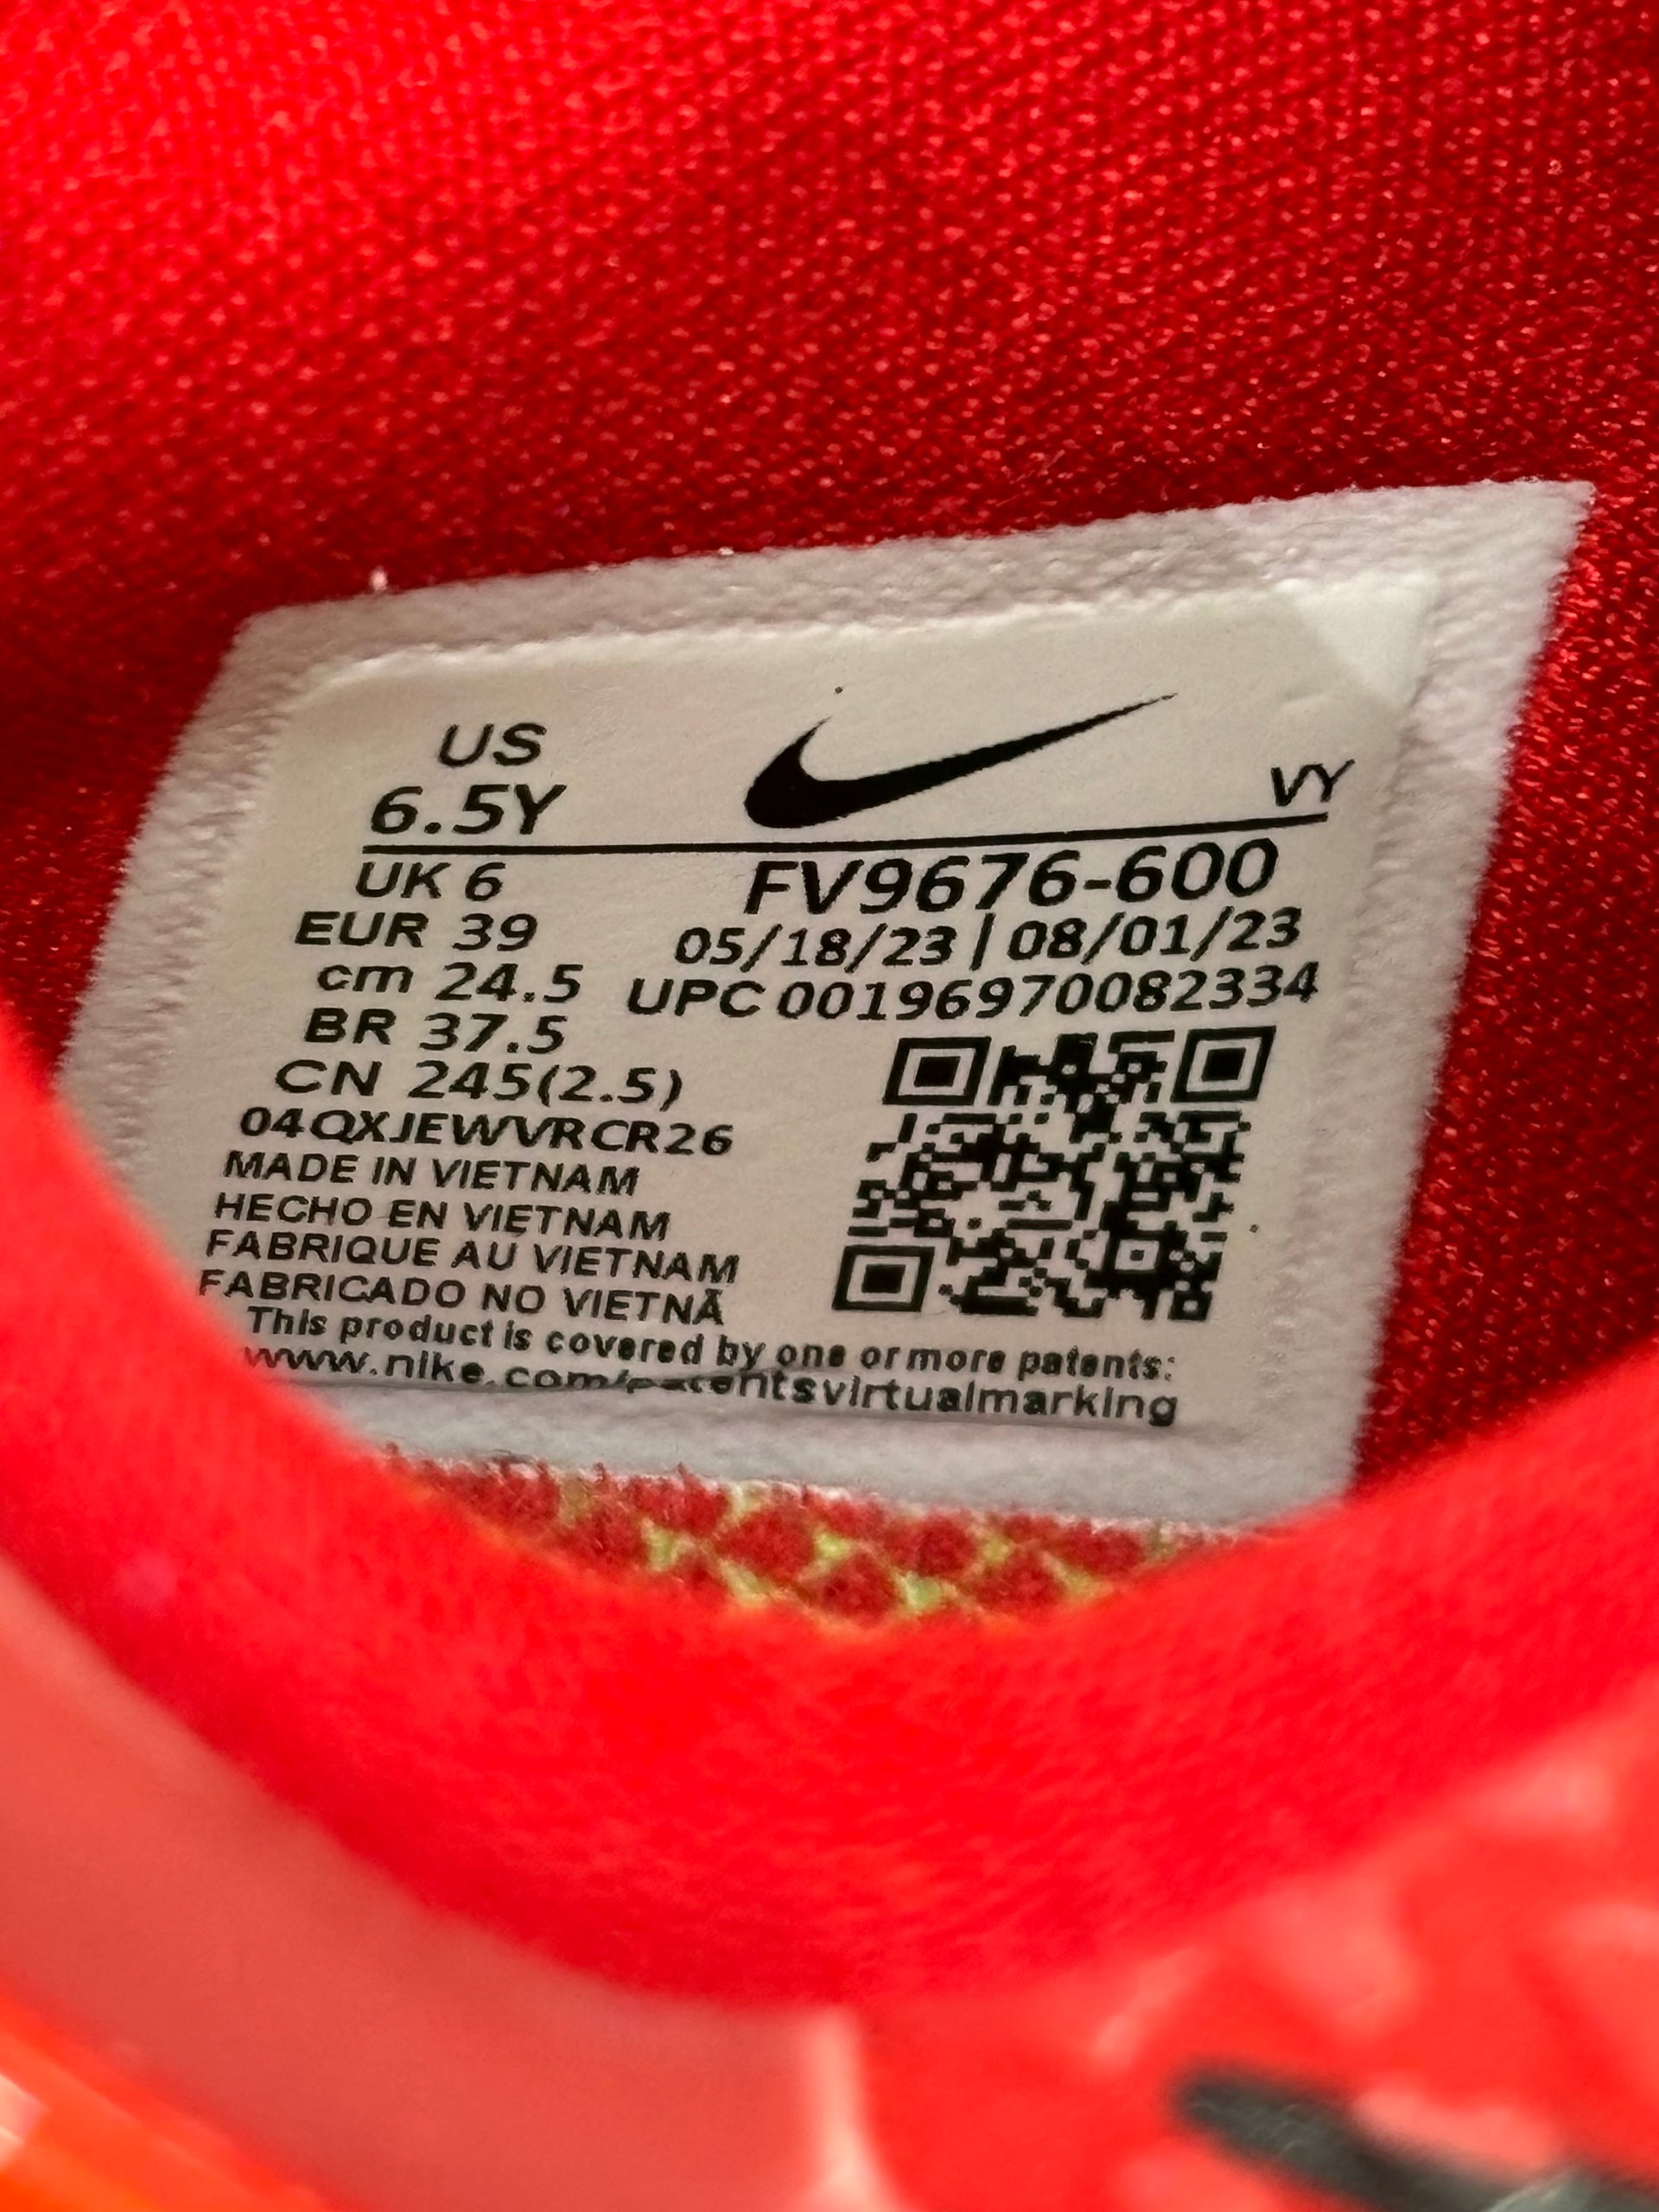 US
6.5Y
VY
UK 6
EUR 39
cm 24.5
BR 37.5
CN 245(2.5)
FV9676-600
05/18/23 | 08/01/23
UPC 00196970082334
04QXJEWVRCR26
MADE IN VIETNAM
HECHO EN VIETNAM
FABRIQUE AU VIETNAM
FABRICADO NO VIETNÃ
This product is covered by one or more patents:
www.nike.com/patentsvirtualmarking